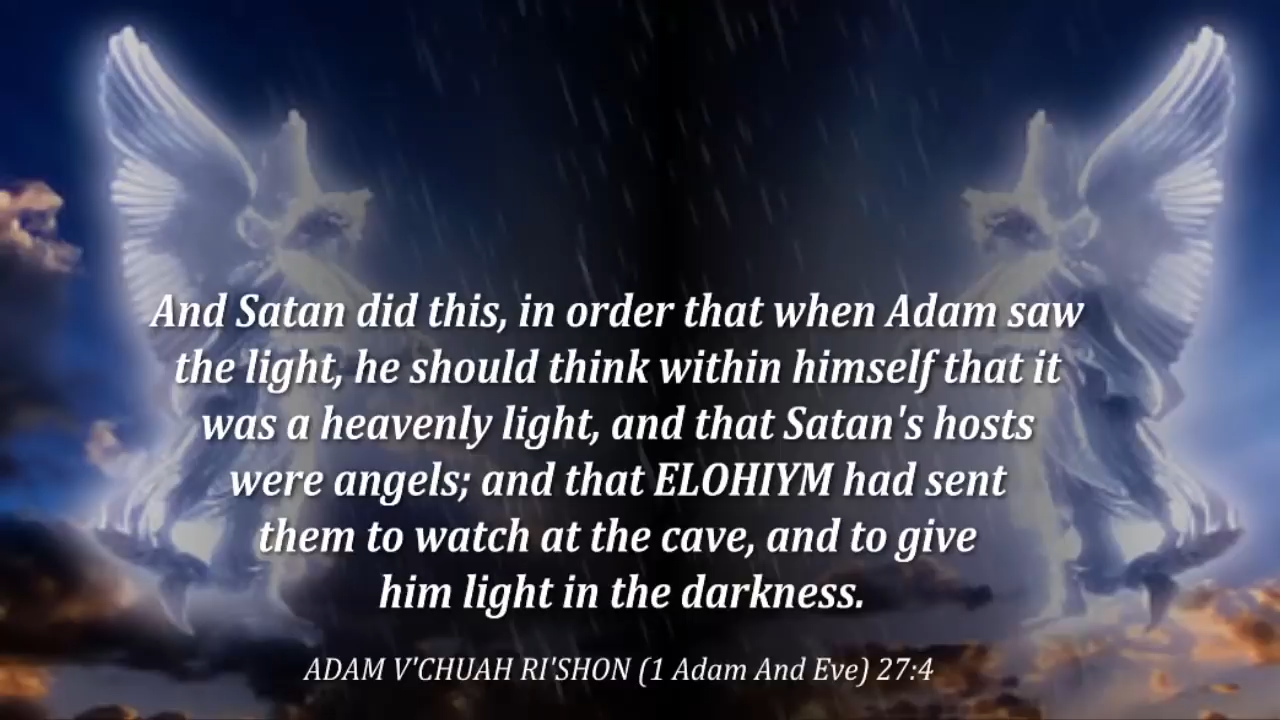 And Satan did this, in order that when Adam saw
the light, he should think within himself that it
was a heavenly light, and that Satan's hosts
were angels; and that ELOHIYM had sent
them to watch at the cave, and to give
him light in the darkness.
ADAM V'CHUAH RI'SHON (1 Adam And Eve) 27:4